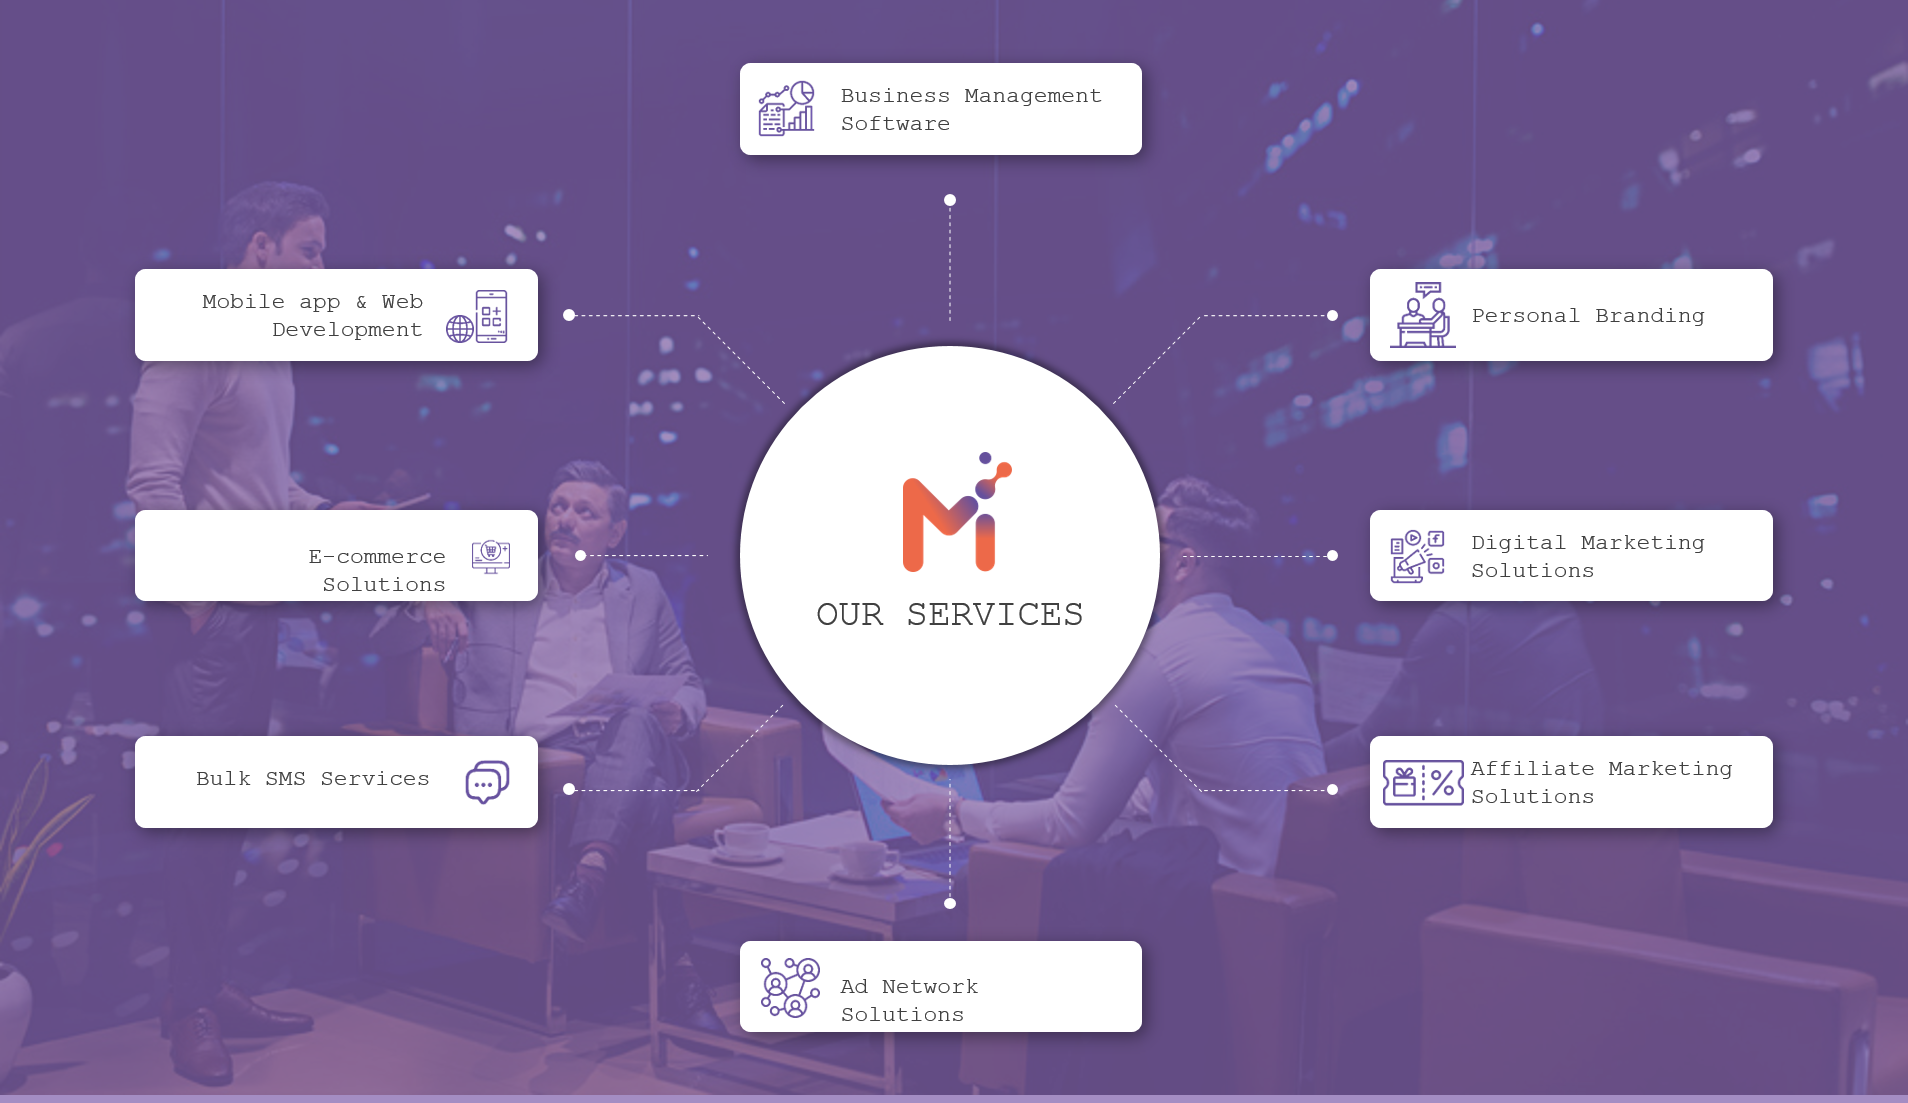 Business Management
Software
Mobile app & Web
Development
Personal Branding
E-commerce
Solutions
OUR SERVICES
Digital Marketing
Solutions
Bulk SMS Services
Affiliate Marketing
Solutions
Ad Network
Solutions